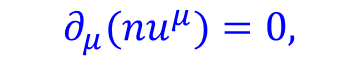 ∂_μ(nu^μ) = 0,